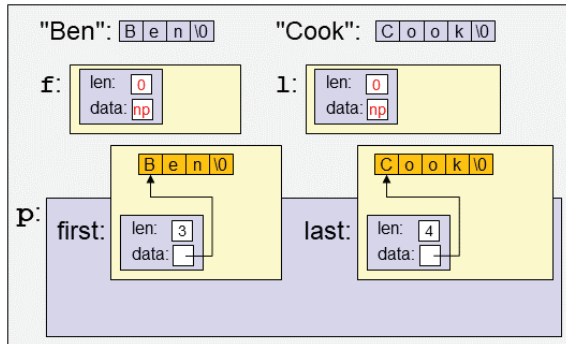 "Ben": B e n \0 "Cook": C o o k \0
f: len: 0 l: len: 0
data: np data: np
B e n \0 C o o k \0
p: first: len: 3 last: len: 4
data: data: